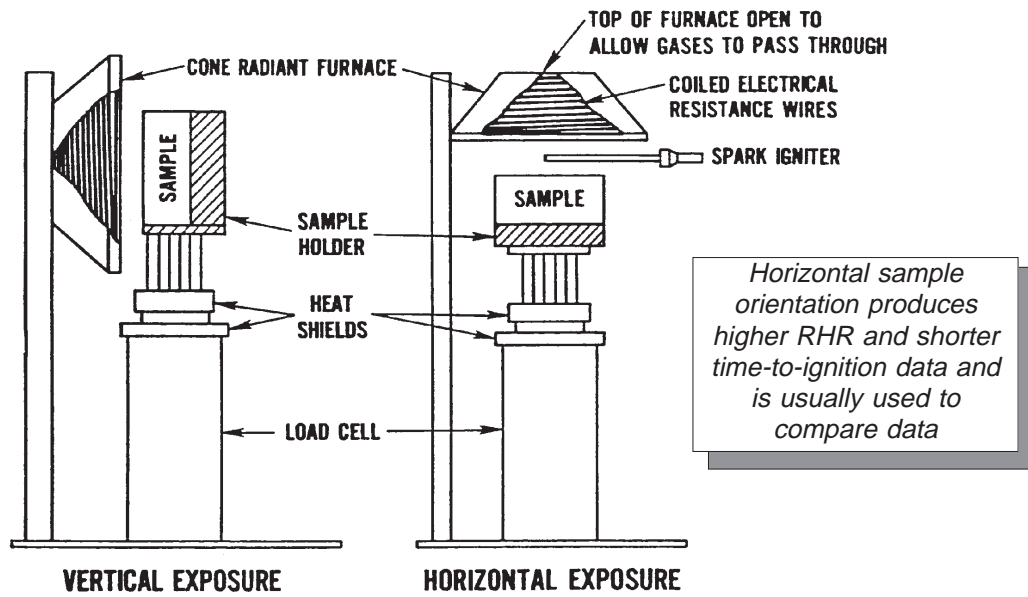 TOP OF FURNACE OPEN TO
ALLOW GASES TO PASS THROUGH
CONE RADIANT FURNACE
COILED ELECTRICAL
RESISTANCE WIRES
SPARK IGNITER
SAMPLE
SAMPLE
SAMPLE
HOLDER
HEAT
SHIELDS
LOAD CELL
Horizontal sample
orientation produces
higher RHR and shorter
time-to-ignition data and
is usually used to
compare data
VERTICAL EXPOSURE
HORIZONTAL EXPOSURE